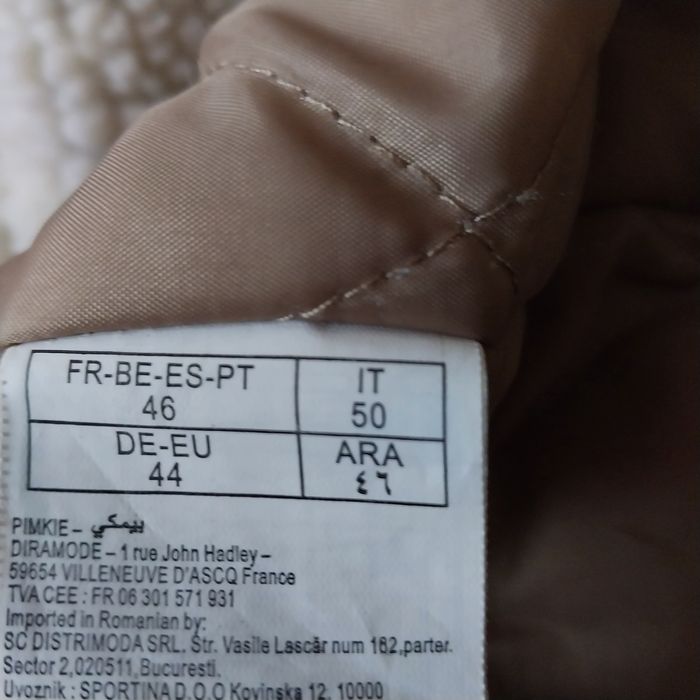 FR-BE-ES-PT IT
46 50
DE-EU ARA
44 ٤٦
PIMKIE – بيمكي
DIRAMODE – 1 rue John Hadley –
59654 VILLENEUVE D'ASCQ France
TVA CEE : FR 06 301 571 931
Imported in Romanian by:
SC DISTRIMODA SRL. Str. Vasile Lascăr num 162,parter.
Sector 2,020511,Bucuresti.
Uvoznik : SPORTINA D.O.O Kovinska 12, 10000